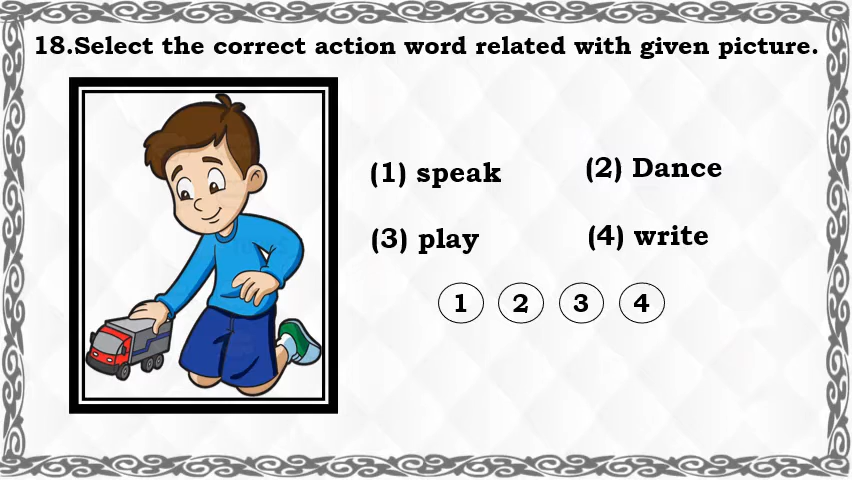 18.Select the correct action word related with given picture.
(1) speak (2) Dance
(3) play (4) write
1 2 3 4